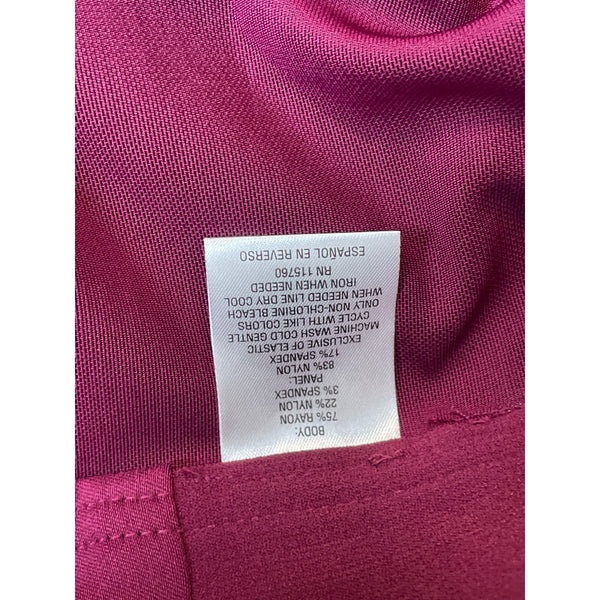 BODY:
75% RAYON
22% NYLON
3% SPANDEX
PANEL:
83% NYLON
17% SPANDEX
EXCLUSIVE OF ELASTIC
MACHINE WASH COLD GENTLE
CYCLE WITH LIKE COLORS
ONLY NON-CHLORINE BLEACH
WHEN NEEDED LINE DRY COOL
IRON WHEN NEEDED
RN 115760
ESPAÑOL EN REVERSO